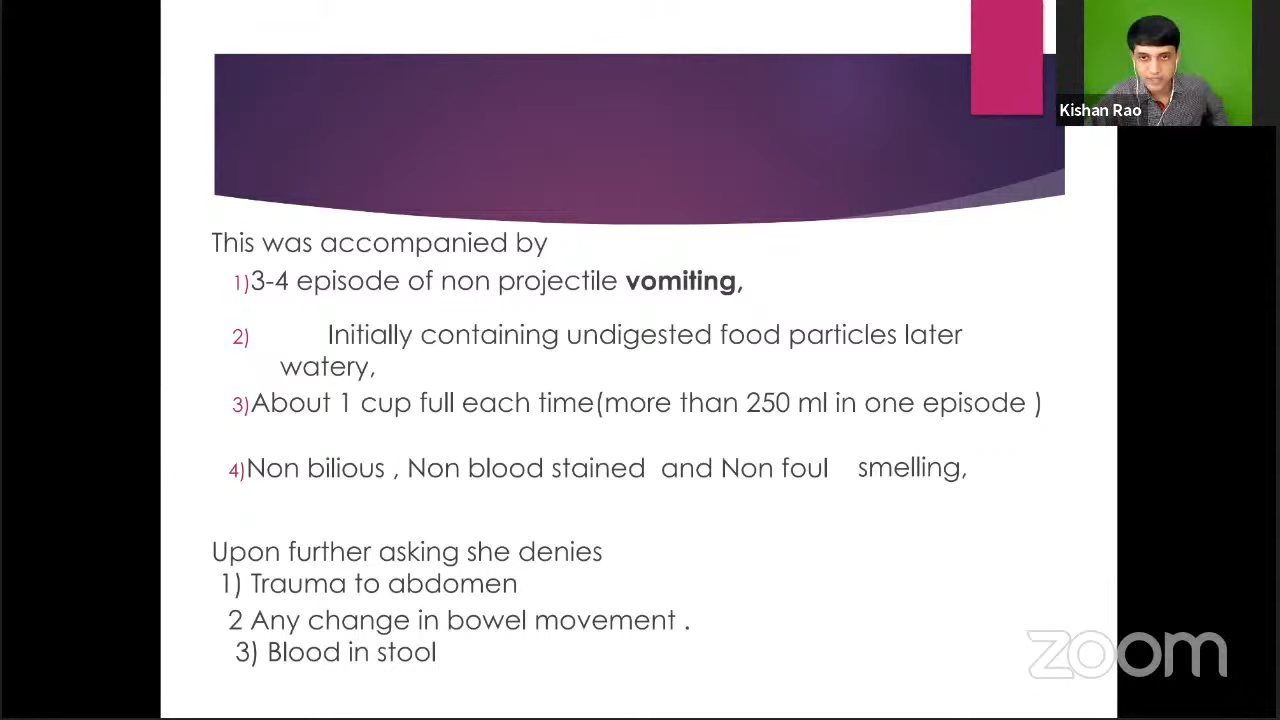 Kishan Rao
This was accompanied by
1)3-4 episode of non projectile vomiting,
2) Initially containing undigested food particles later
watery,
3)About 1 cup full each time(more than 250 ml in one episode )
4)Non bilious , Non blood stained and Non foul smelling,
Upon further asking she denies
1) Trauma to abdomen
2 Any change in bowel movement .
3) Blood in stool
zoom